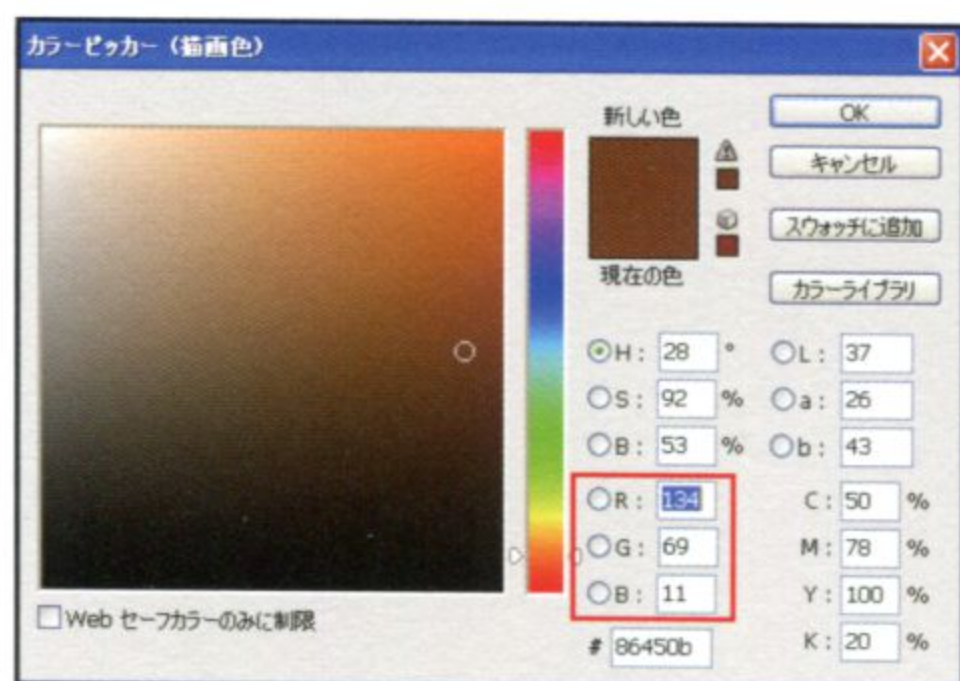 カラーピッカー（描画色）
新しい色
現在の色
OK
キャンセル
スウォッチに追加
カラーライブラリ
H : 28 °
S : 92 %
B : 53 %
R : 134
G : 69
B : 11
# 86450b
L : 37
a : 26
b : 43
C : 50 %
M : 78 %
Y : 100 %
K : 20 %
Web セーフカラーのみに制限